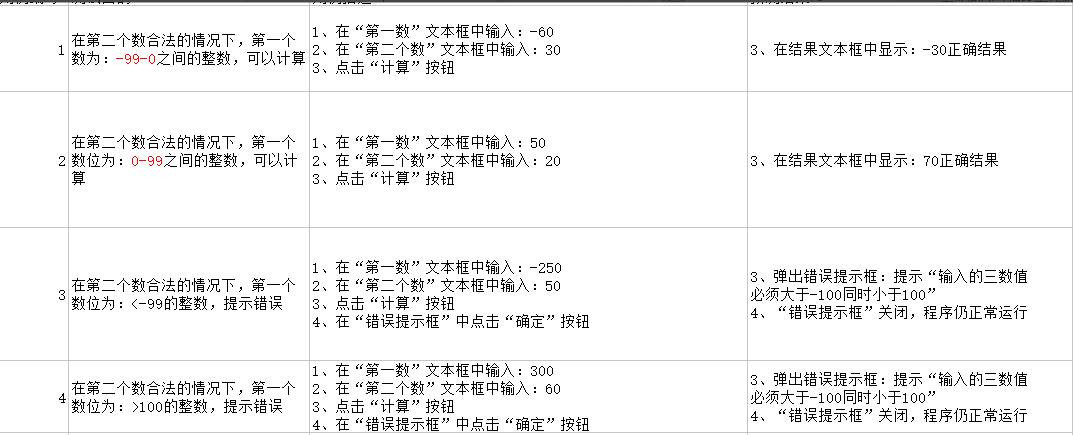 1
在第二个数合法的情况下，第一个
数为：-99-0之间的整数，可以计算
1、在“第一数”文本框中输入：-60
2、在“第二个数”文本框中输入：30
3、点击“计算”按钮
3、在结果文本框中显示：-30正确结果
2
在第二个数合法的情况下，第一个
数位为：0-99之间的整数，可以计
算
1、在“第一数”文本框中输入：50
2、在“第二个数”文本框中输入：20
3、点击“计算”按钮
3、在结果文本框中显示：70正确结果
3
在第二个数合法的情况下，第一个
数位为：<-99的整数，提示错误
1、在“第一数”文本框中输入：-250
2、在“第二个数”文本框中输入：50
3、点击“计算”按钮
4、在“错误提示框”中点击“确定”按钮
3、弹出错误提示框：提示“输入的三数值
必须大于-100同时小于100”
4、“错误提示框”关闭，程序仍正常运行
4
在第二个数合法的情况下，第一个
数位为：>100的整数，提示错误
1、在“第一数”文本框中输入：300
2、在“第二个数”文本框中输入：60
3、点击“计算”按钮
4、在“错误提示框”中点击“确定”按钮
3、弹出错误提示框：提示“输入的三数值
必须大于-100同时小于100”
4、“错误提示框”关闭，程序仍正常运行